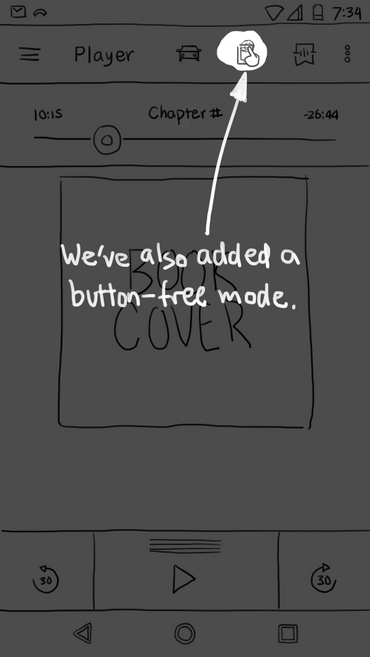 7:34
Player
10:15 Chapter # -26:44
We've also added a
BOOK
button-free mode.
COVER
30 30